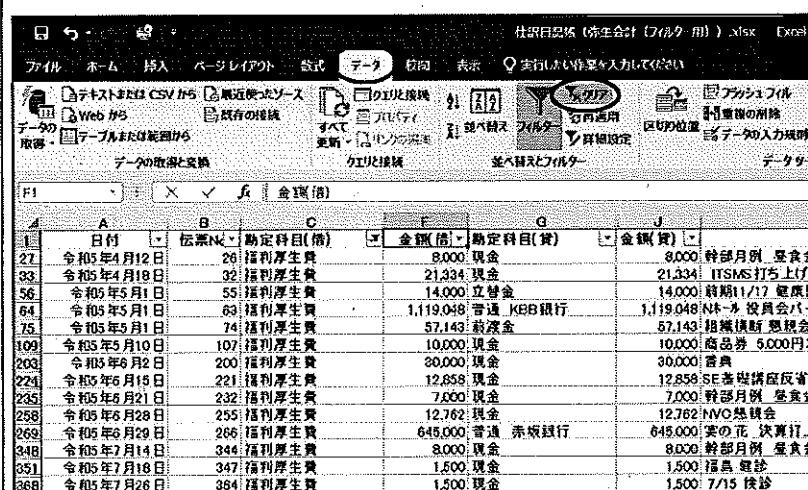 仕訳日記帳 (弥生会計 (フィルター用) ) .xlsx Excel
ファイル ホーム 挿入 ページ レイアウト 数式 データ 校閲 表示 実行したい作業を入力してください
テキストまたは CSV から 最近使ったソース クエリと接続 クリア フラッシュ フィル
Web から 既存の接続 プロパティ 再適用 重複の削除
データの取得 テーブルまたは範囲から すべて更新 リンクの編集 並べ替え フィルター 詳細設定 区切り位置 データの入力規則
データの取得と変換 クエリと接続 並べ替えとフィルター データ
F1 fx 金額(借)
A B C F G J
1 日付 伝票No 勘定科目(借) 金額(借 勘定科目(貸) 金額(貸)
27 令和5年4月12日 26 福利厚生費 8,000 現金 8,000 幹部月例 昼食
33 令和5年4月18日 32 福利厚生費 21,334 現金 21,334 ITSMS打ち上げ
56 令和5年5月1日 55 福利厚生費 14,000 立替金 14,000 前期11/17 健康
64 令和5年5月1日 63 福利厚生費 1,119,048 普通 KBB銀行 1,119,048 Nホール 役員会パ
75 令和5年5月1日 74 福利厚生費 57,143 前渡金 57,143 組織横断 懇親会
109 令和5年5月10日 107 福利厚生費 10,000 現金 10,000 商品券 5,000円
203 令和5年6月2日 200 福利厚生費 30,000 現金 30,000 香典
224 令和5年6月15日 221 福利厚生費 12,858 現金 12,858 SE基礎講座反省
235 令和5年6月21日 232 福利厚生費 7,000 現金 7,000 幹部月例 昼食会
258 令和5年6月28日 255 福利厚生費 12,762 現金 12,762 NVC懇親会
269 令和5年6月29日 266 福利厚生費 645,000 普通 赤坂銀行 645,000 実の花 決算打
348 令和5年7月14日 344 福利厚生費 8,000 現金 8,000 幹部月例 昼食会
351 令和5年7月18日 347 福利厚生費 1,500 現金 1,500 福島 健診
368 令和5年7月26日 364 福利厚生費 1,500 現金 1,500 7/15 検診